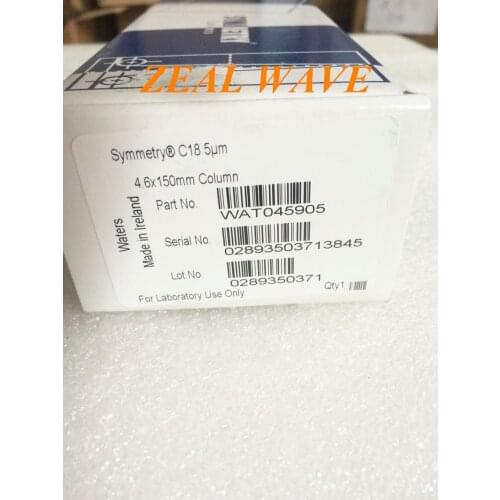 ZEAL WAVE
Symmetry® C18 5µm
4.6x150mm Column
Part No.
WAT045905
Serial No.
02893503713845
Lot No.
0289350371
Qty1
For Laboratory Use Only
Waters
Made in Ireland